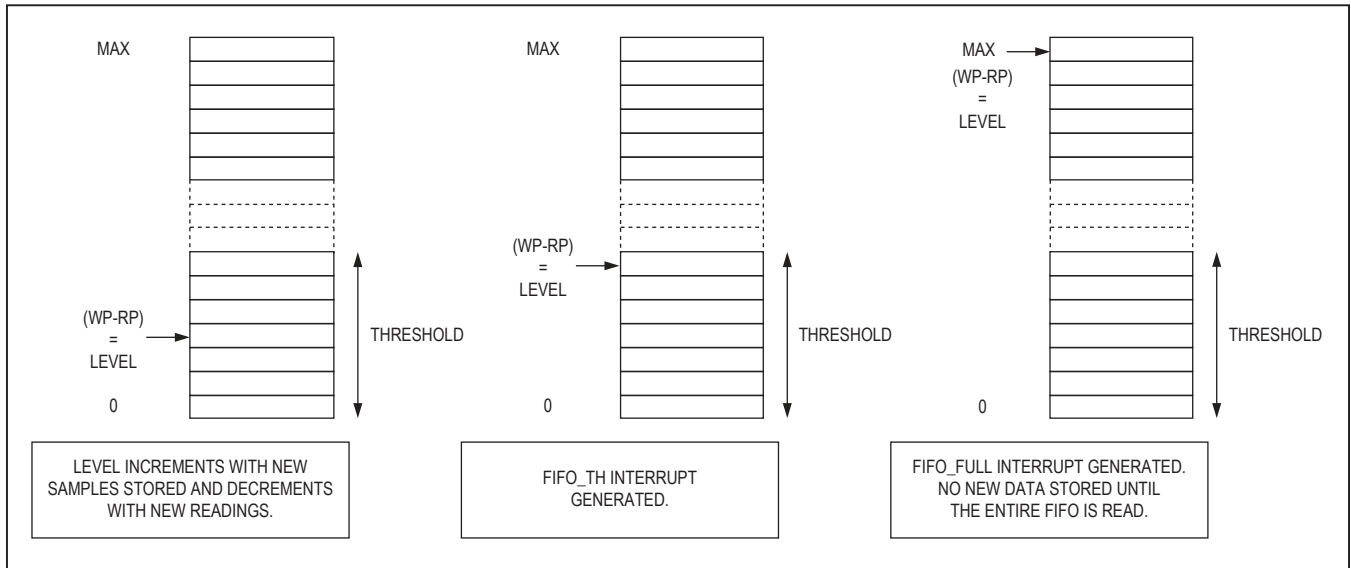 MAX
(WP-RP)
=
LEVEL
0
THRESHOLD
LEVEL INCREMENTS WITH NEW
SAMPLES STORED AND DECREMENTS
WITH NEW READINGS.
MAX
(WP-RP)
=
LEVEL
0
THRESHOLD
FIFO_TH INTERRUPT
GENERATED.
MAX
(WP-RP)
=
LEVEL
0
THRESHOLD
FIFO_FULL INTERRUPT GENERATED.
NO NEW DATA STORED UNTIL
THE ENTIRE FIFO IS READ.